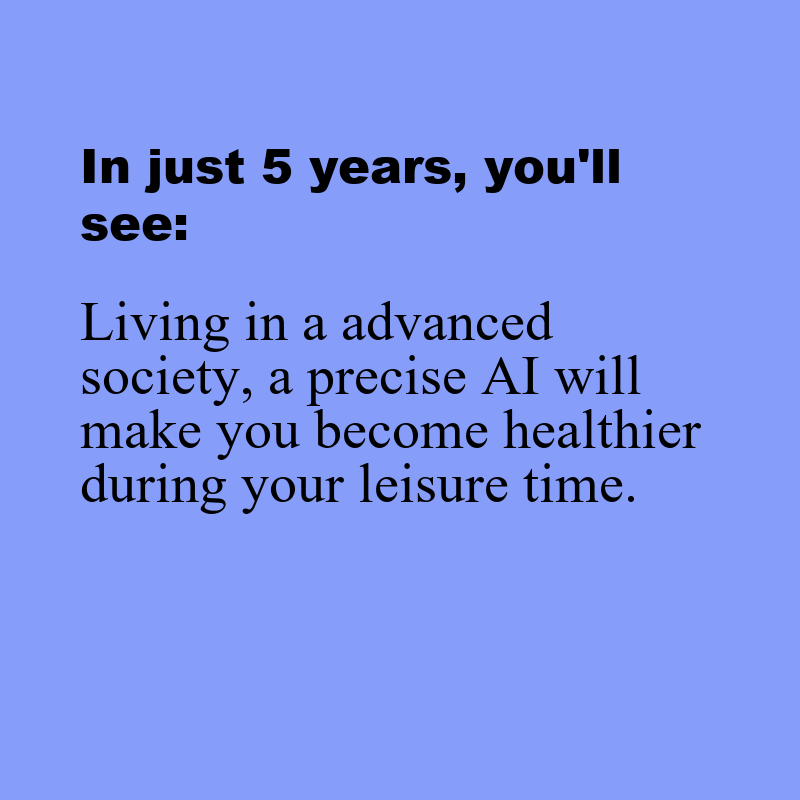 In just 5 years, you'll
see:
Living in a advanced
society, a precise AI will
make you become healthier
during your leisure time.